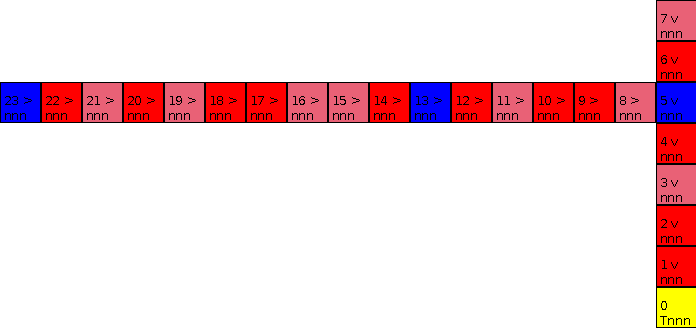 7 v
nnn
6 v
nnn
23 >
nnn
22 >
nnn
21 >
nnn
20 >
nnn
19 >
nnn
18 >
nnn
17 >
nnn
16 >
nnn
15 >
nnn
14 >
nnn
13 >
nnn
12 >
nnn
11 >
nnn
10 >
nnn
9 >
nnn
8 >
nnn
5 v
nnn
4 v
nnn
3 v
nnn
2 v
nnn
1 v
nnn
0
Tnnn